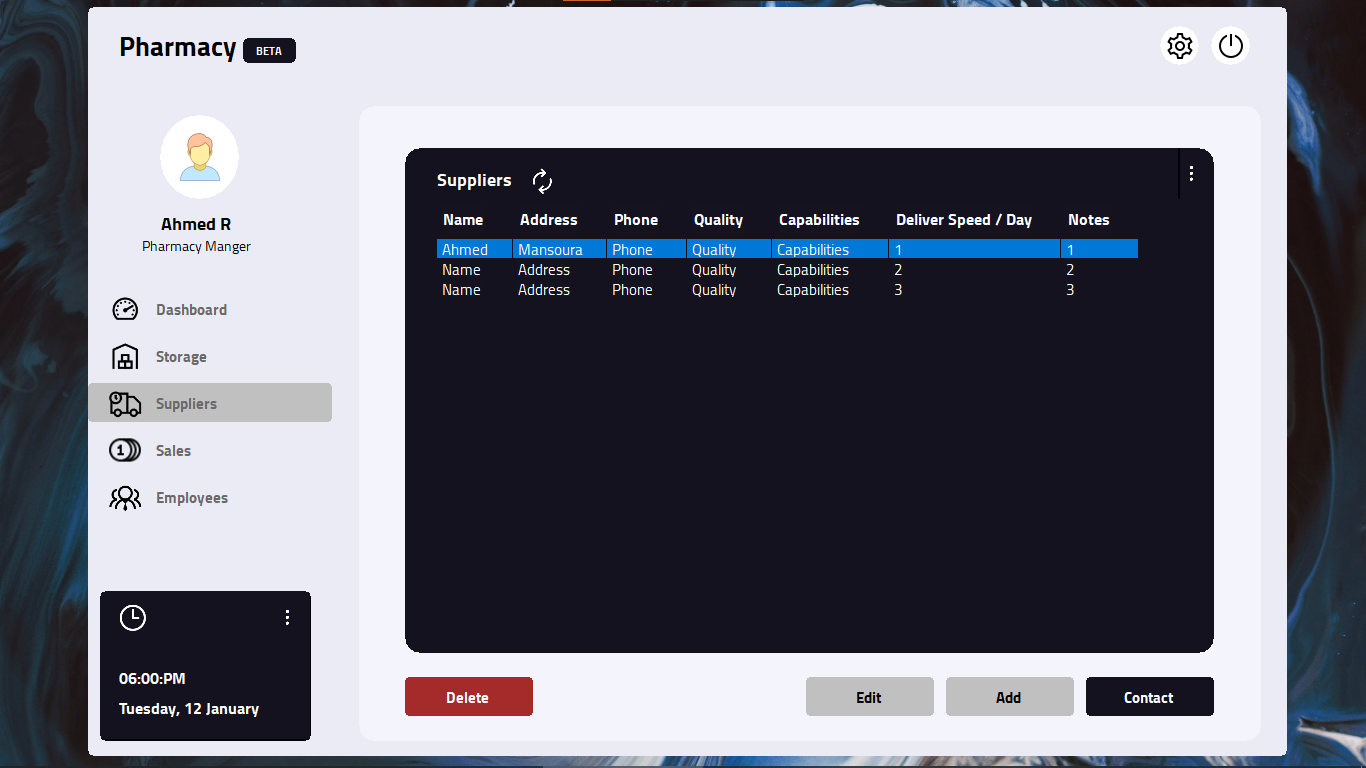 Pharmacy BETA
Ahmed R
Pharmacy Manger
Dashboard
Storage
Suppliers
1 Sales
Employees
06:00:PM
Tuesday, 12 January
Suppliers
Name Address Phone Quality Capabilities Deliver Speed / Day Notes
Ahmed Mansoura Phone Quality Capabilities 1 1
Name Address Phone Quality Capabilities 2 2
Name Address Phone Quality Capabilities 3 3
Delete Edit Add Contact